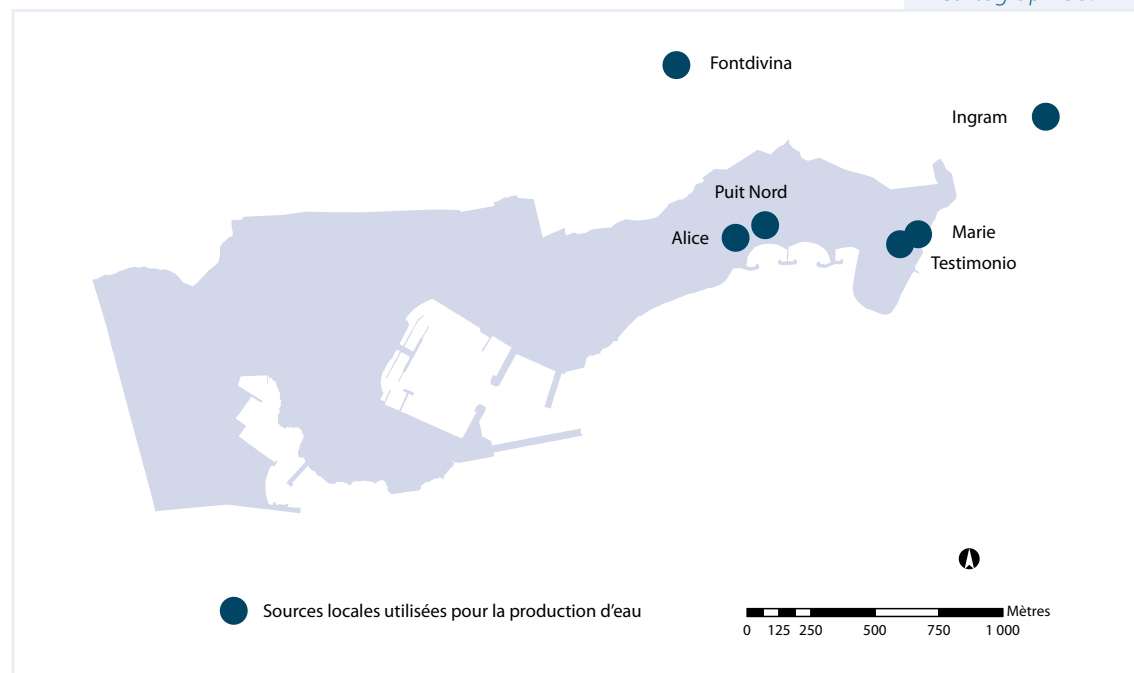 Fontdivina
Ingram
Puit Nord
Alice
Marie
Testimonio
Sources locales utilisées pour la production d'eau
Mètres
0 125 250 500 750 1 000